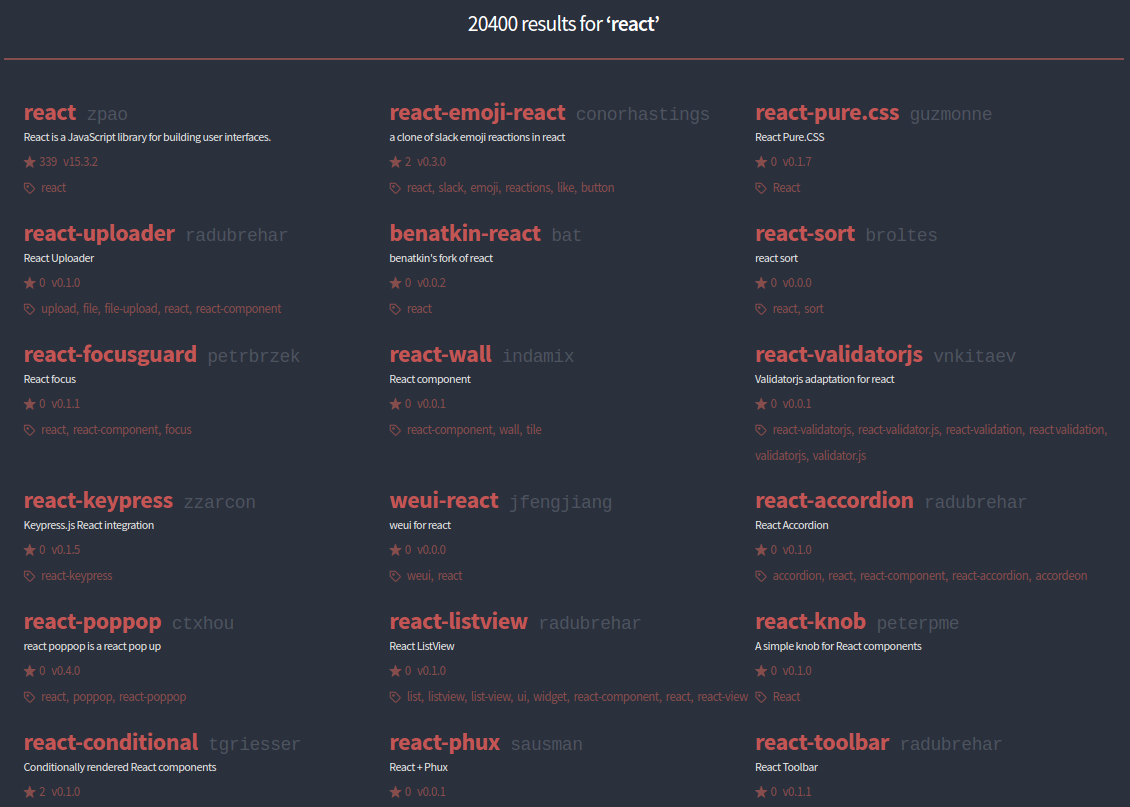 20400 results for ‘react’
react zpao
React is a JavaScript library for building user interfaces.
339 v15.3.2
react
react-emoji-react conorhastings
a clone of slack emoji reactions in react
2 v0.3.0
react, slack, emoji, reactions, like, button
react-pure.css guzmonne
React Pure.CSS
0 v0.1.7
React
react-uploader radubrehar
React Uploader
0 v0.1.0
upload, file, file-upload, react, react-component
benatkin-react bat
benatkin's fork of react
0 v0.0.2
react
react-sort broltes
react sort
0 v0.0.0
react, sort
react-focusguard petrbrzek
React focus
0 v0.1.1
react, react-component, focus
react-wall indamix
React component
0 v0.0.1
react-component, wall, tile
react-validatorjs vnkitaev
Validatorjs adaptation for react
0 v0.0.1
react-validatorjs, react-validator.js, react-validation, react validation,
validatorjs, validator.js
react-keypress zzarcon
Keypress.js React integration
0 v0.1.5
react-keypress
weui-react jfengjiang
weui for react
0 v0.0.0
weui, react
react-accordion radubrehar
React Accordion
0 v0.1.0
accordion, react, react-component, react-accordion, accordeon
react-poppop ctxhou
react poppop is a react pop up
0 v0.4.0
react, poppop, react-poppop
react-listview radubrehar
React ListView
0 v0.1.0
list, listview, list-view, ui, widget, react-component, react, react-view
react-knob peterpme
A simple knob for React components
0 v0.1.0
React
react-conditional tgriesser
Conditionally rendered React components
2 v0.1.0
react-phux sausman
React + Phux
0 v0.0.1
react-toolbar radubrehar
React Toolbar
0 v0.1.1